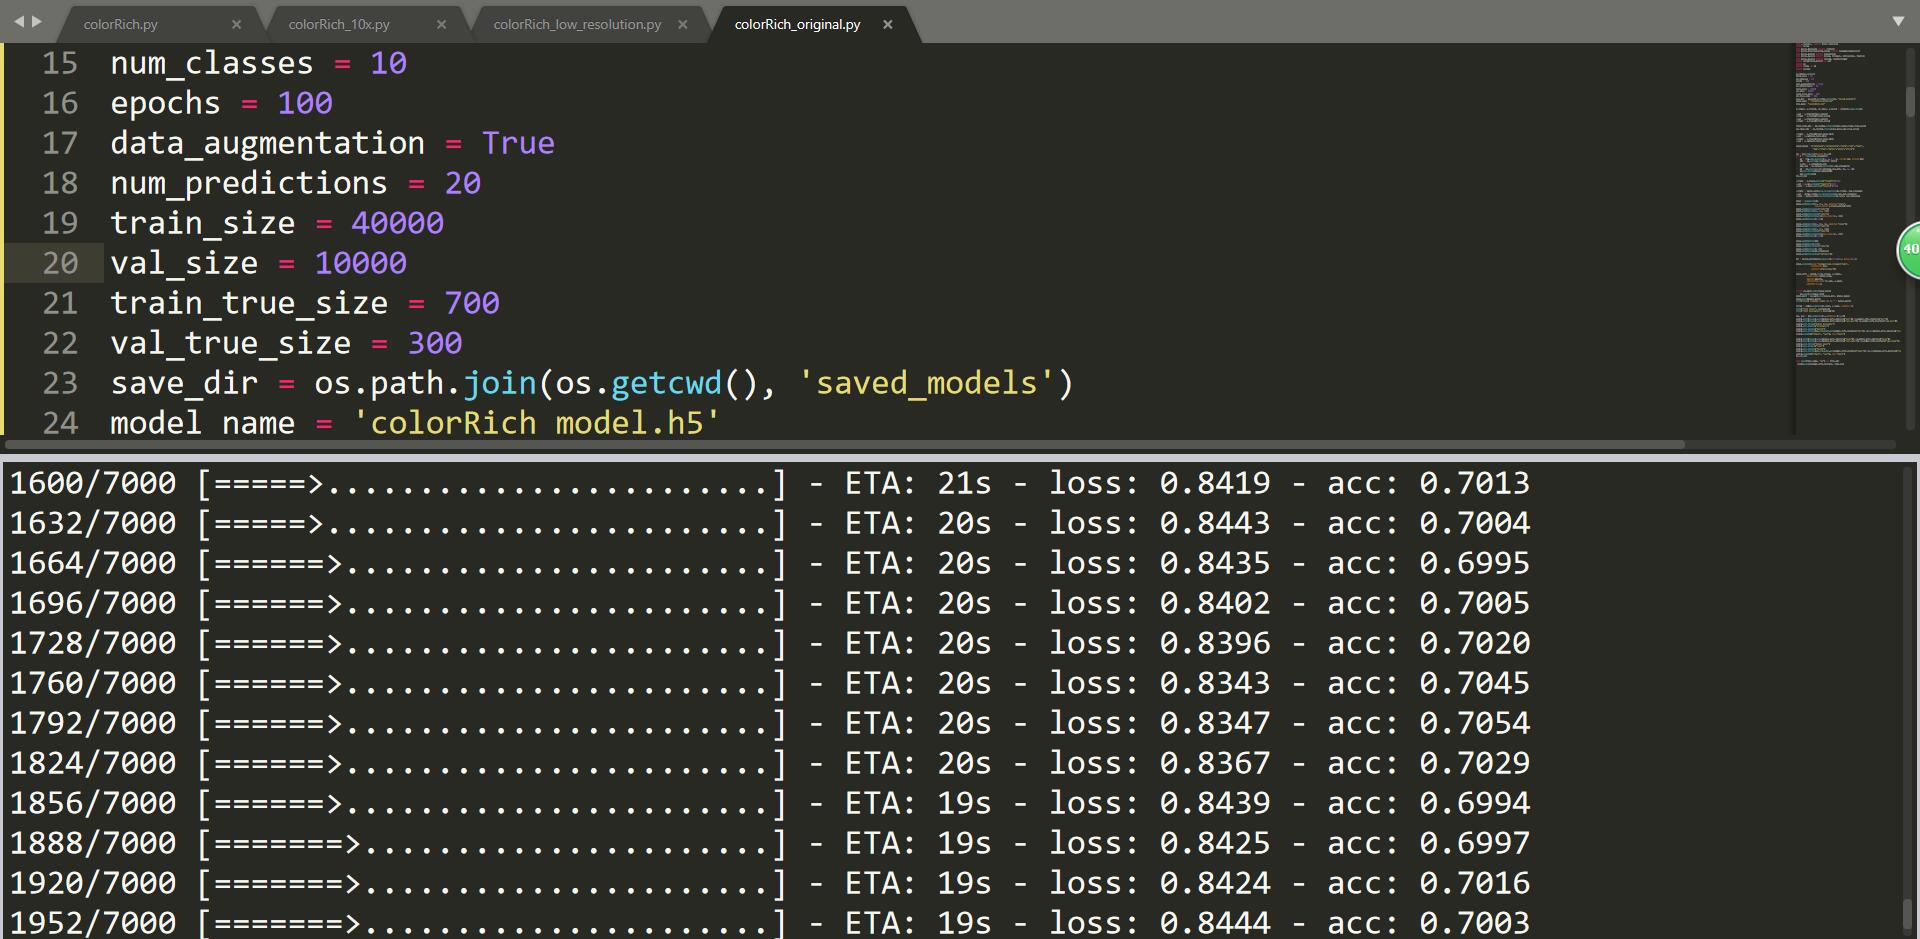 colorRich.py × colorRich_10x.py × colorRich_low_resolution.py × colorRich_original.py ×
15 num_classes = 10
16 epochs = 100
17 data_augmentation = True
18 num_predictions = 20
19 train_size = 40000
20 val_size = 10000
21 train_true_size = 700
22 val_true_size = 300
23 save_dir = os.path.join(os.getcwd(), 'saved_models')
24 model_name = 'colorRich_model.h5'
40
1600/7000 [=====>........................] - ETA: 21s - loss: 0.8419 - acc: 0.7013
1632/7000 [=====>........................] - ETA: 20s - loss: 0.8443 - acc: 0.7004
1664/7000 [======>.......................] - ETA: 20s - loss: 0.8435 - acc: 0.6995
1696/7000 [======>.......................] - ETA: 20s - loss: 0.8402 - acc: 0.7005
1728/7000 [======>.......................] - ETA: 20s - loss: 0.8396 - acc: 0.7020
1760/7000 [======>.......................] - ETA: 20s - loss: 0.8343 - acc: 0.7045
1792/7000 [======>.......................] - ETA: 20s - loss: 0.8347 - acc: 0.7054
1824/7000 [======>.......................] - ETA: 20s - loss: 0.8367 - acc: 0.7029
1856/7000 [======>.......................] - ETA: 19s - loss: 0.8439 - acc: 0.6994
1888/7000 [=======>......................] - ETA: 19s - loss: 0.8425 - acc: 0.6997
1920/7000 [=======>......................] - ETA: 19s - loss: 0.8424 - acc: 0.7016
1952/7000 [=======>......................] - ETA: 19s - loss: 0.8444 - acc: 0.7003